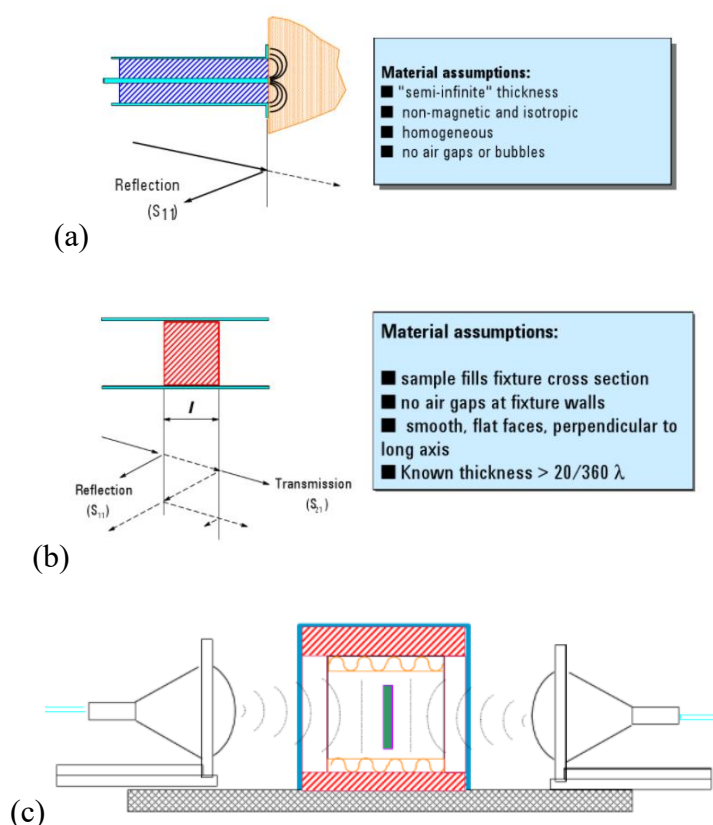 Material assumptions:
■ "semi-infinite" thickness
■ non-magnetic and isotropic
■ homogeneous
■ no air gaps or bubbles
Reflection
(S11)
(a)
Material assumptions:
■ sample fills fixture cross section
■ no air gaps at fixture walls
■ smooth, flat faces, perpendicular to
long axis
■ Known thickness > 20/360 λ
l
Reflection
(S11)
Transmission
(S21)
(b)
(c)